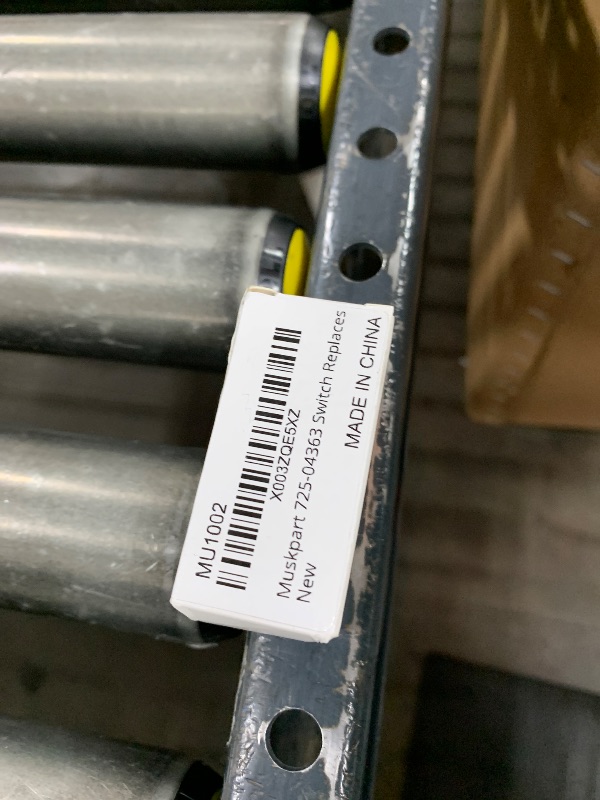 MU1002
X003ZQE5XZ
Muskpart 725-04363 Switch Replaces
New
MADE IN CHINA